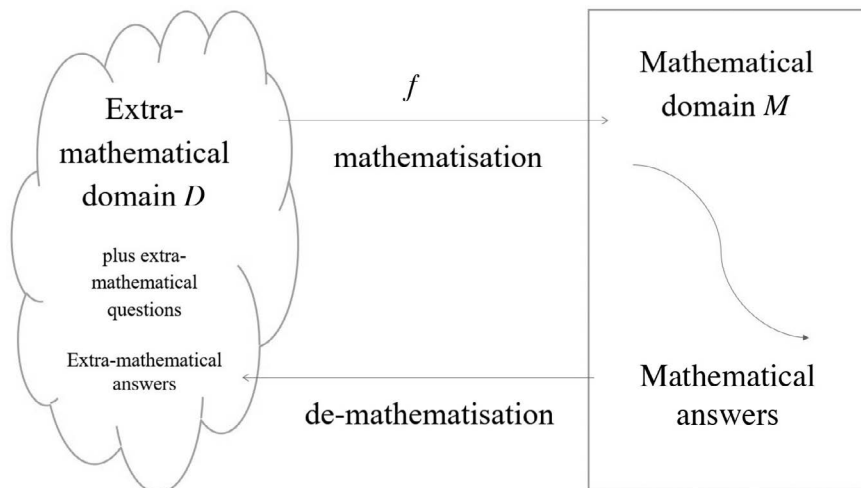 Extra-
mathematical
domain D
plus extra-
mathematical
questions
Extra-mathematical
answers
f
mathematisation
de-mathematisation
Mathematical
domain M
Mathematical
answers